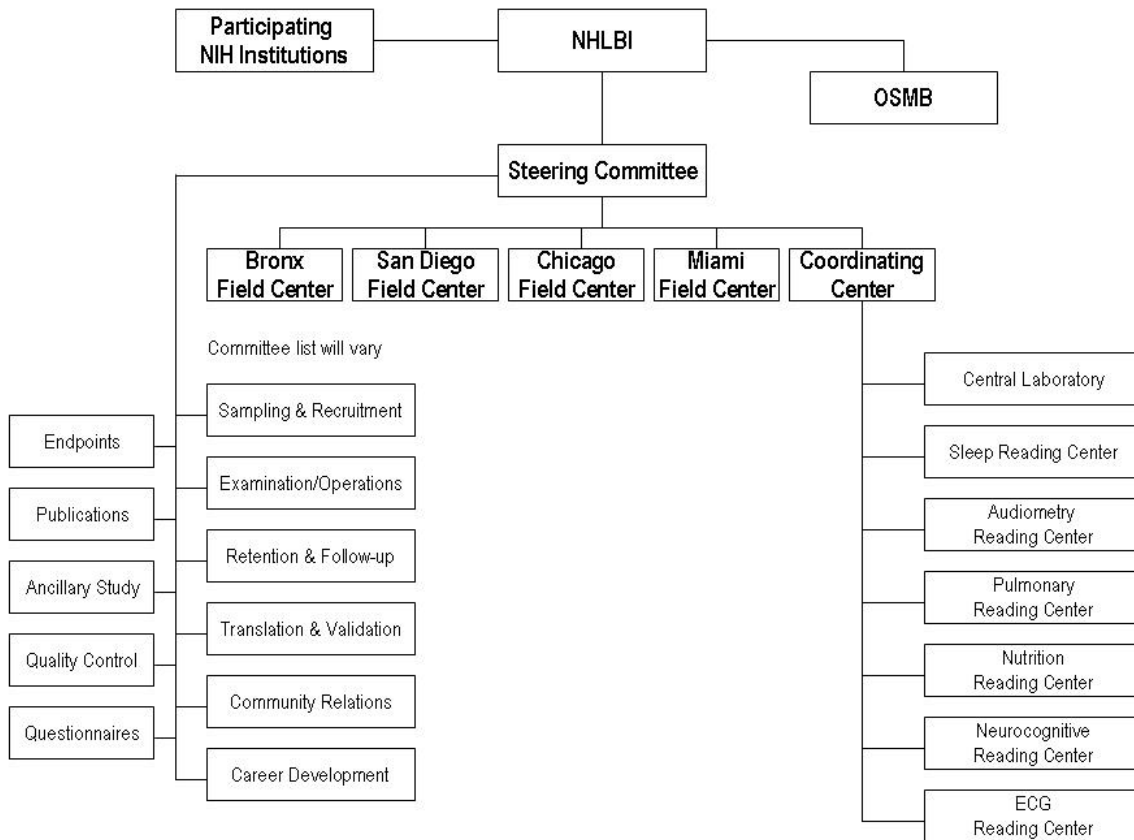 Participating
NIH Institutions
NHLBI
OSMB
Steering Committee
Bronx
Field Center
San Diego
Field Center
Chicago
Field Center
Miami
Field Center
Coordinating
Center
Committee list will vary
Sampling & Recruitment
Examination/Operations
Retention & Follow-up
Translation & Validation
Community Relations
Career Development
Endpoints
Publications
Ancillary Study
Quality Control
Questionnaires
Central Laboratory
Sleep Reading Center
Audiometry
Reading Center
Pulmonary
Reading Center
Nutrition
Reading Center
Neurocognitive
Reading Center
ECG
Reading Center